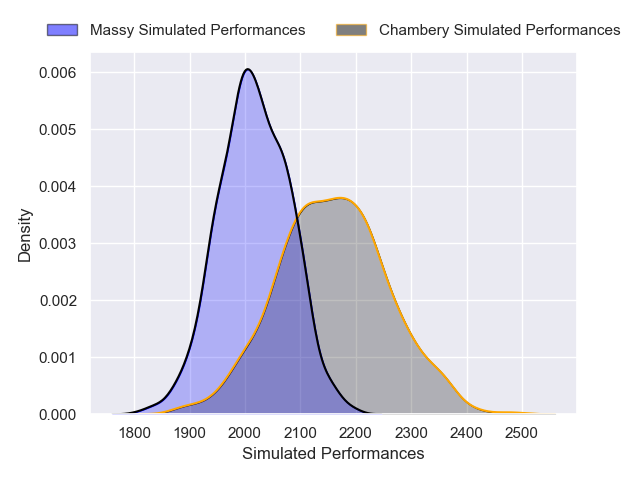 Massy Simulated Performances Chambery Simulated Performances
0.006
0.005
0.004
0.003
0.002
0.001
0.000
Density
1800 1900 2000 2100 2200 2300 2400 2500
Simulated Performances